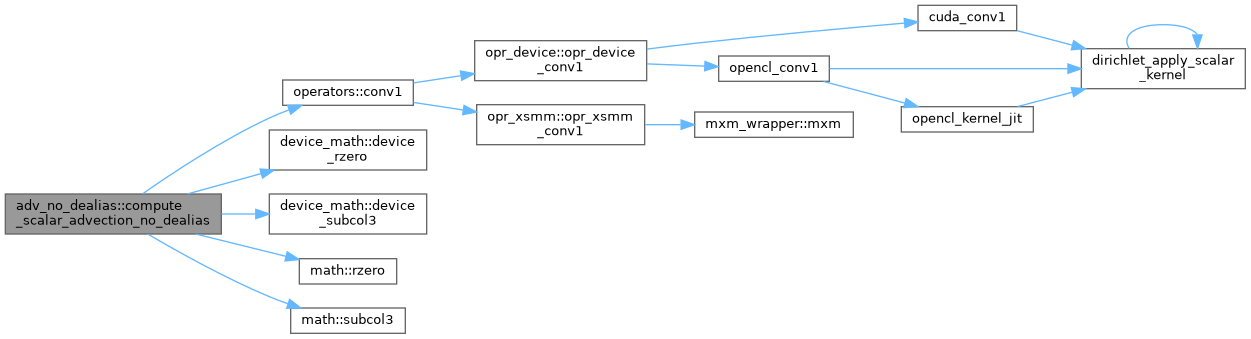 adv_no_dealias::compute
_scalar_advection_no_dealias
operators::conv1
device_math::device
_rzero
device_math::device
_subcol3
math::rzero
math::subcol3
opr_device::opr_device
_conv1
opr_xsmm::opr_xsmm
_conv1
cuda_conv1
opencl_conv1
mxm_wrapper::mxm
opencl_kernel_jit
dirichlet_apply_scalar
_kernel